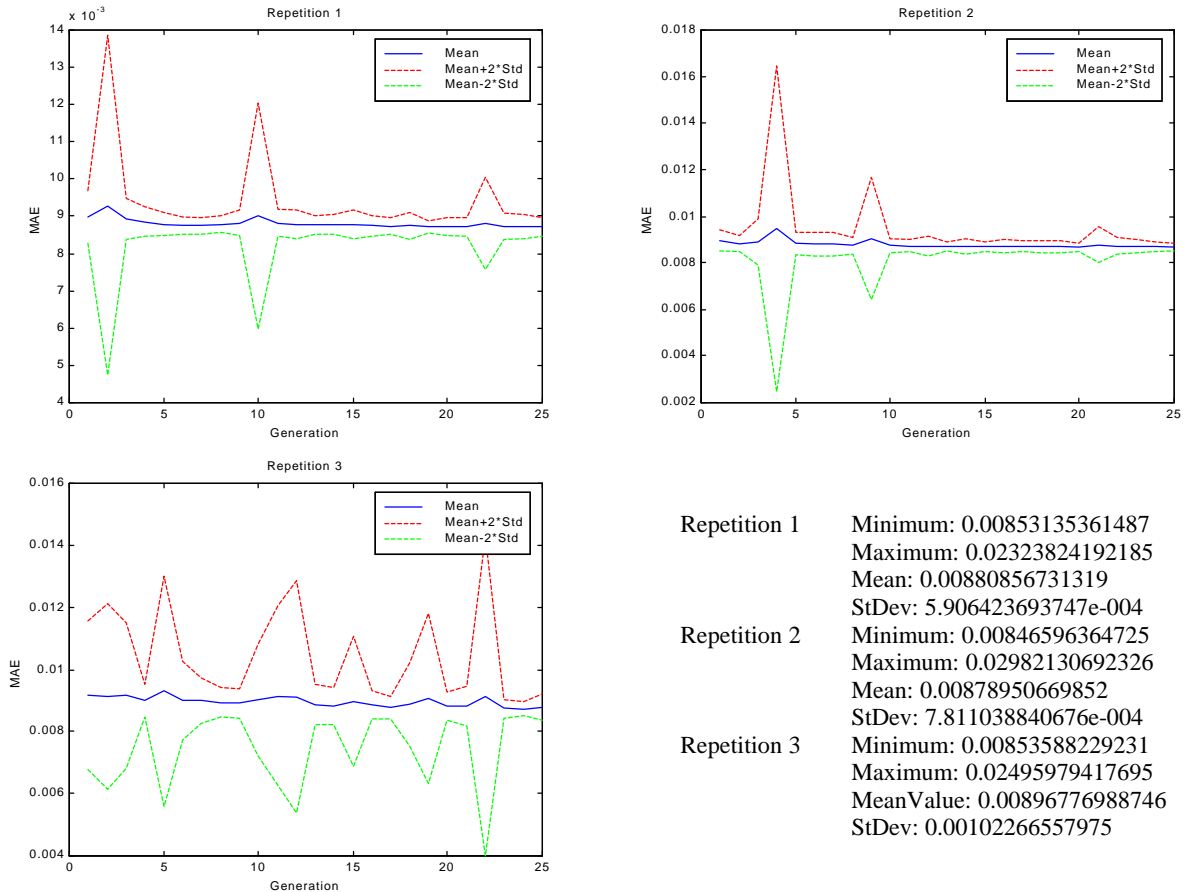 Repetition 1
x 10^-3
14
13
12
11
10
9
8
7
6
5
4
MAE
0 5 10 15 20 25
Generation
Mean
Mean+2*Std
Mean-2*Std
Repetition 2
0.018
0.016
0.014
0.012
0.01
0.008
0.006
0.004
0.002
MAE
0 5 10 15 20 25
Generation
Mean
Mean+2*Std
Mean-2*Std
Repetition 3
0.016
0.014
0.012
0.01
0.008
0.006
0.004
MAE
0 5 10 15 20 25
Generation
Mean
Mean+2*Std
Mean-2*Std
Repetition 1 Minimum: 0.00853135361487
Maximum: 0.02323824192185
Mean: 0.00880856731319
StDev: 5.906423693747e-004
Repetition 2 Minimum: 0.00846596364725
Maximum: 0.02982130692326
Mean: 0.00878950669852
StDev: 7.811038840676e-004
Repetition 3 Minimum: 0.00853588229231
Maximum: 0.02495979417695
MeanValue: 0.00896776988746
StDev: 0.00102266557975